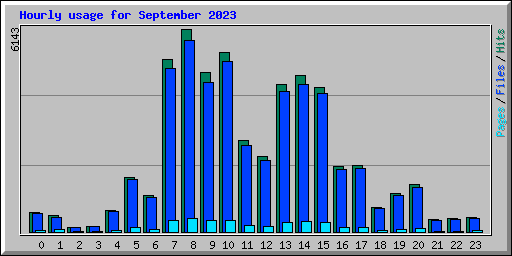 Hourly usage for September 2023
6143
Pages/Files/Hits
0 1 2 3 4 5 6 7 8 9 10 11 12 13 14 15 16 17 18 19 20 21 22 23